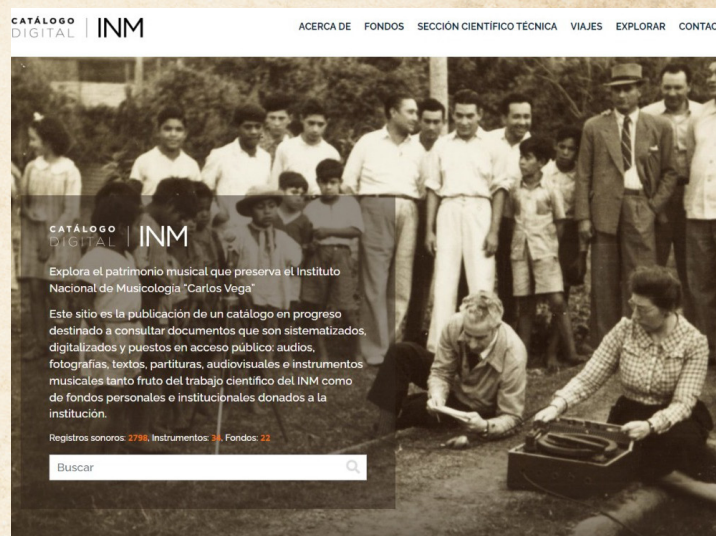 CATÁLOGO
DIGITAL | INM
ACERCA DE FONDOS SECCIÓN CIENTÍFICO TÉCNICA VIAJES EXPLORAR CONTAC
CATÁLOGO
DIGITAL | INM
Explora el patrimonio musical que preserva el Instituto
Nacional de Musicología "Carlos Vega"
Este sitio es la publicación de un catálogo en progreso
destinado a consultar documentos que son sistematizados,
digitalizados y puestos en acceso público: audios,
fotografías, textos, partituras, audiovisuales e instrumentos
musicales tanto fruto del trabajo científico del INM como
de fondos personales e institucionales donados a la
institución.
Registros sonoros: 2798, Instrumentos: Fondos: 22
Buscar